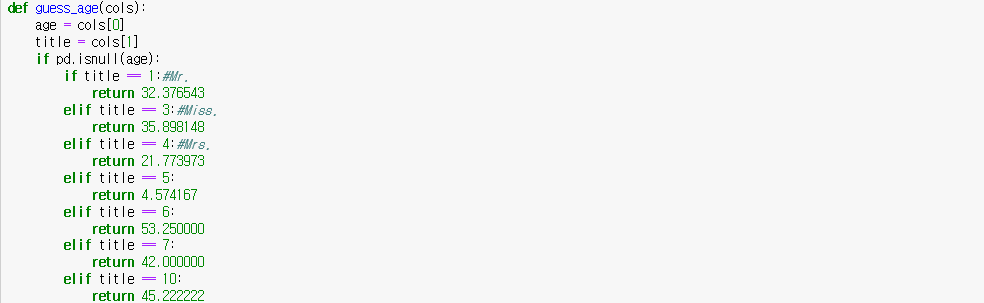 def guess_age(cols):
    age = cols[0]
    title = cols[1]
    if pd.isnull(age):
        if title == 1:#Mr.
            return 32.376543
        elif title == 3:#Miss.
            return 35.898148
        elif title == 4:#Mrs.
            return 21.773973
        elif title == 5:
            return 4.574167
        elif title == 6:
            return 53.250000
        elif title == 7:
            return 42.000000
        elif title == 10:
            return 45.222222